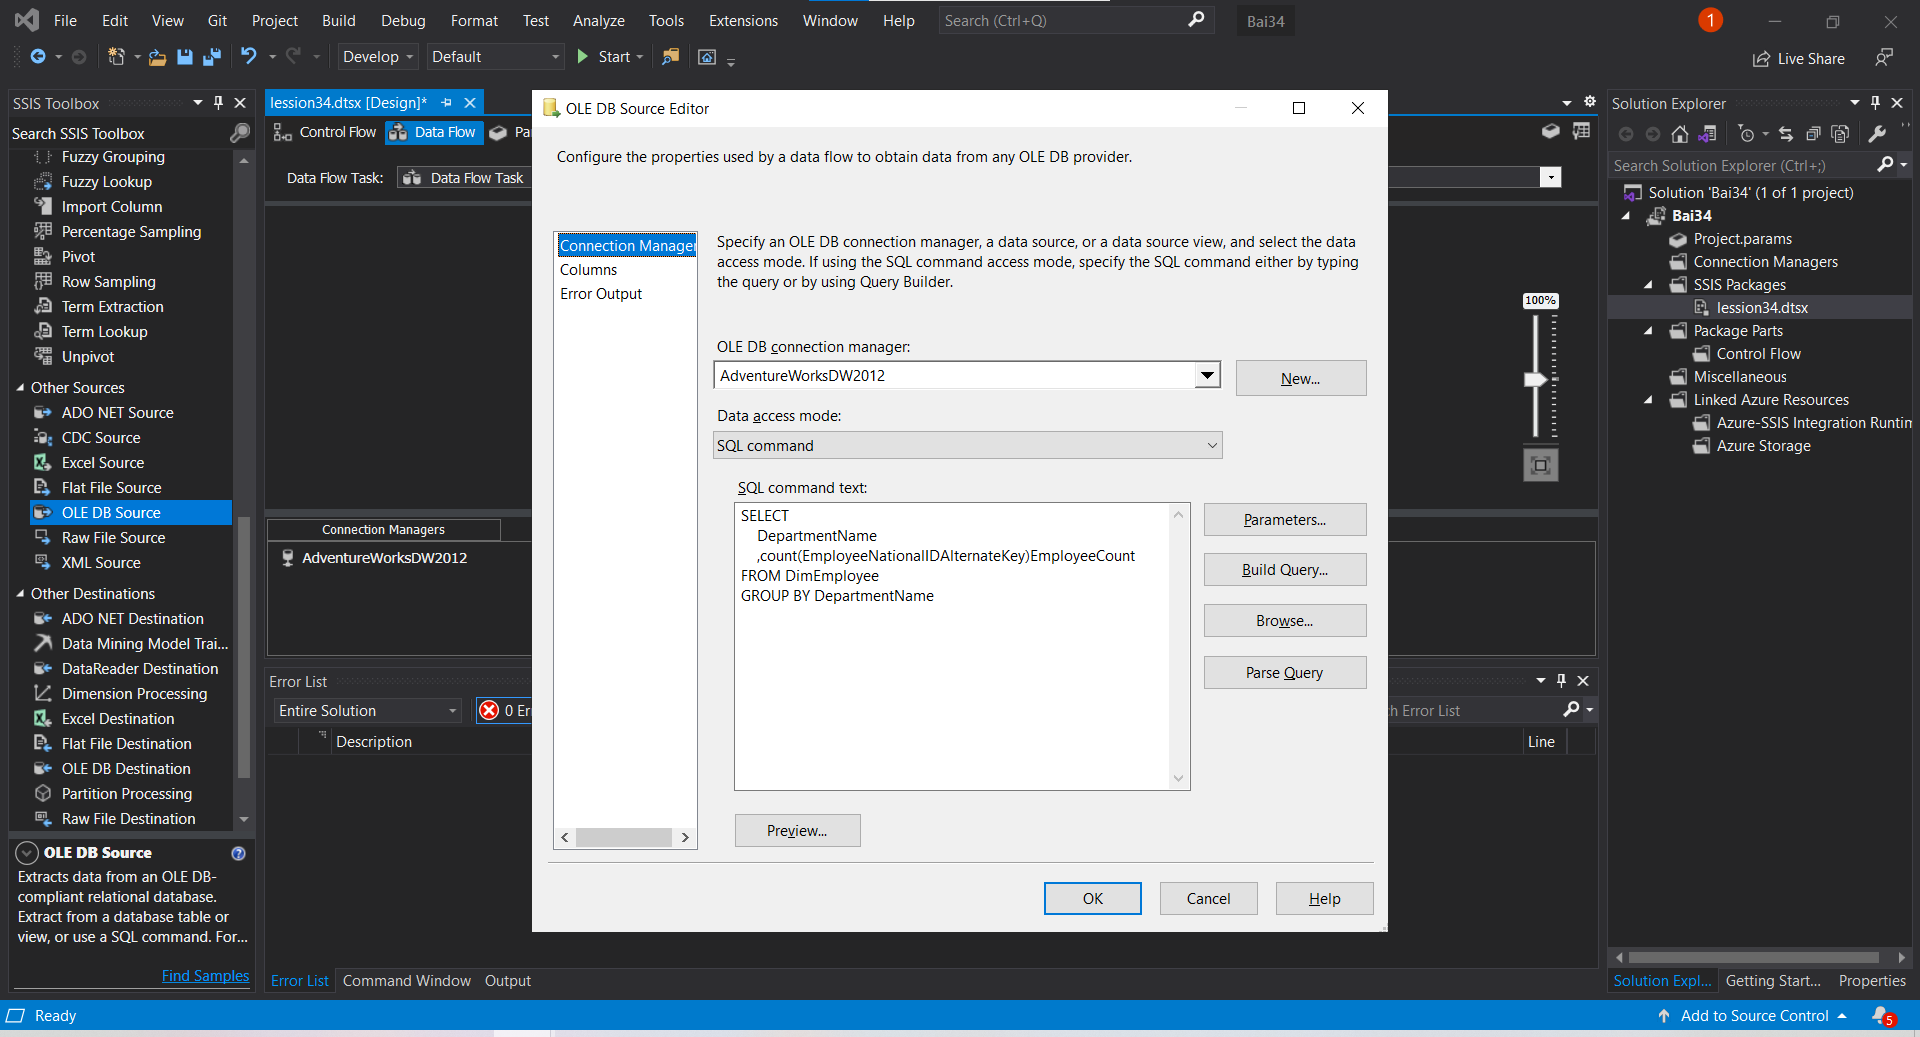 File Edit View Git Project Build Debug Format Test Analyze Tools Extensions Window Help Search (Ctrl+Q) Bai34 1
Develop Default Start Live Share
SSIS Toolbox
Search SSIS Toolbox
Fuzzy Grouping
Fuzzy Lookup
Import Column
Percentage Sampling
Pivot
Row Sampling
Term Extraction
Term Lookup
Unpivot
Other Sources
ADO NET Source
CDC Source
Excel Source
Flat File Source
OLE DB Source
Raw File Source
XML Source
Other Destinations
ADO NET Destination
Data Mining Model Trai...
DataReader Destination
Dimension Processing
Excel Destination
Flat File Destination
OLE DB Destination
Partition Processing
Raw File Destination
OLE DB Source
Extracts data from an OLE DB-
compliant relational database.
Extract from a database table or
view, or use a SQL command. For...
Find Samples
lession34.dtsx [Design]*
Control Flow Data Flow Pa
Data Flow Task: Data Flow Task
100%
Connection Managers
AdventureWorksDW2012
OLE DB Source Editor
Configure the properties used by a data flow to obtain data from any OLE DB provider.
Connection Manager
Columns
Error Output
Specify an OLE DB connection manager, a data source, or a data source view, and select the data
access mode. If using the SQL command access mode, specify the SQL command either by typing
the query or by using Query Builder.
OLE DB connection manager:
AdventureWorksDW2012
New...
Data access mode:
SQL command
SQL command text:
SELECT
DepartmentName
,count(EmployeeNationalIDAlternateKey)EmployeeCount
FROM DimEmployee
GROUP BY DepartmentName
Parameters...
Build Query...
Browse...
Parse Query
Preview...
OK Cancel Help
Error List
Entire Solution 0 Er
h Error List
Description Line
Error List Command Window Output
Solution Explorer
Search Solution Explorer (Ctrl+;)
Solution 'Bai34' (1 of 1 project)
Bai34
Project.params
Connection Managers
SSIS Packages
lession34.dtsx
Package Parts
Control Flow
Miscellaneous
Linked Azure Resources
Azure-SSIS Integration Runtim
Azure Storage
Solution Expl... Getting Start... Properties
Ready Add to Source Control 5